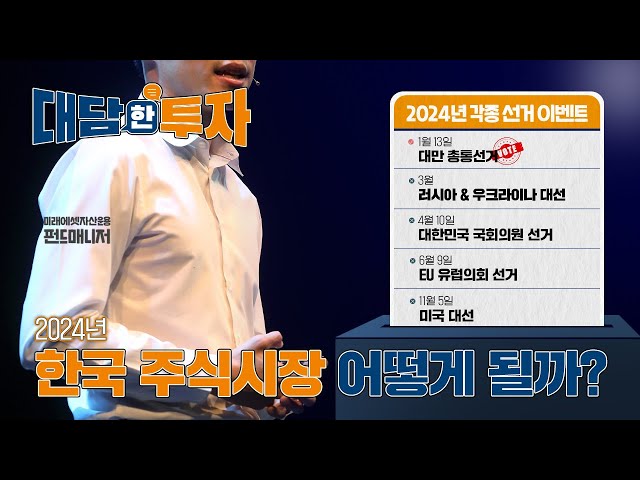 대담한 투자
미래에셋자산운용
펀드매니저
2024년
한국 주식시장 어떻게 될까?
2024년 각종 선거 이벤트
1월 13일
대만 총통선거
VOTE
3월
러시아 & 우크라이나 대선
4월 10일
대한민국 국회의원 선거
6월 9일
EU 유럽의회 선거
11월 5일
미국 대선